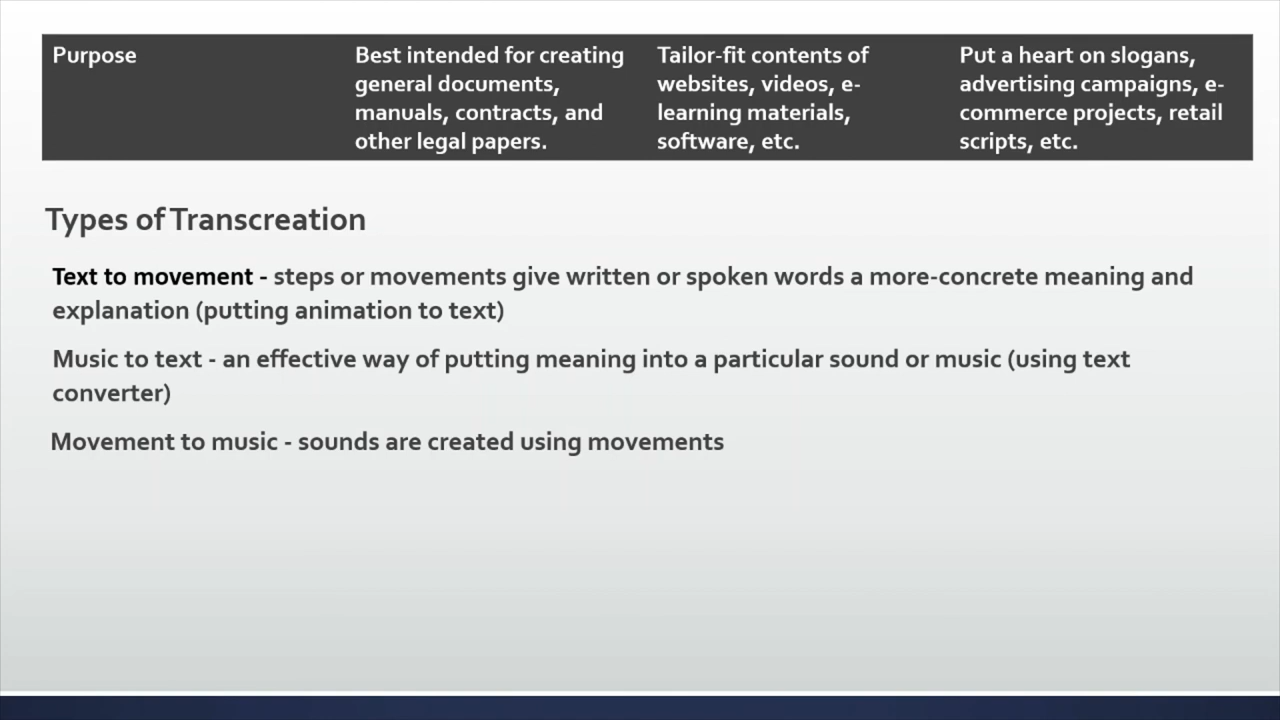 Purpose
Best intended for creating
general documents,
manuals, contracts, and
other legal papers.
Tailor-fit contents of
websites, videos, e-
learning materials,
software, etc.
Put a heart on slogans,
advertising campaigns, e-
commerce projects, retail
scripts, etc.
Types of Transcreation
Text to movement - steps or movements give written or spoken words a more-concrete meaning and
explanation (putting animation to text)
Music to text - an effective way of putting meaning into a particular sound or music (using text
converter)
Movement to music - sounds are created using movements